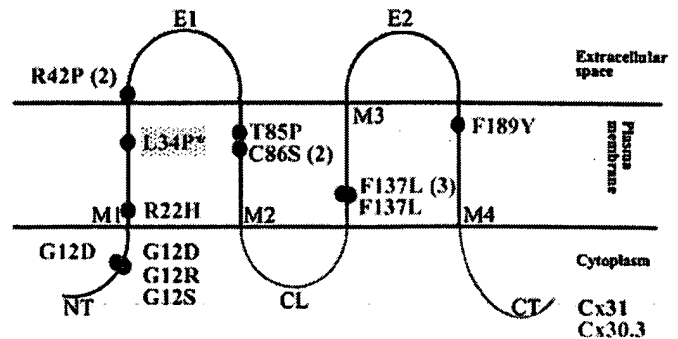 E1
E2
Extracellular
space
R42P (2)
M3
T85P
F189Y
L34P*
C86S (2)
Plasma
membrane
F137L (3)
M1
R22H
M2
F137L
M4
G12D
G12D
G12R
G12S
Cytoplasm
NT
CL
CT
Cx31
Cx30.3